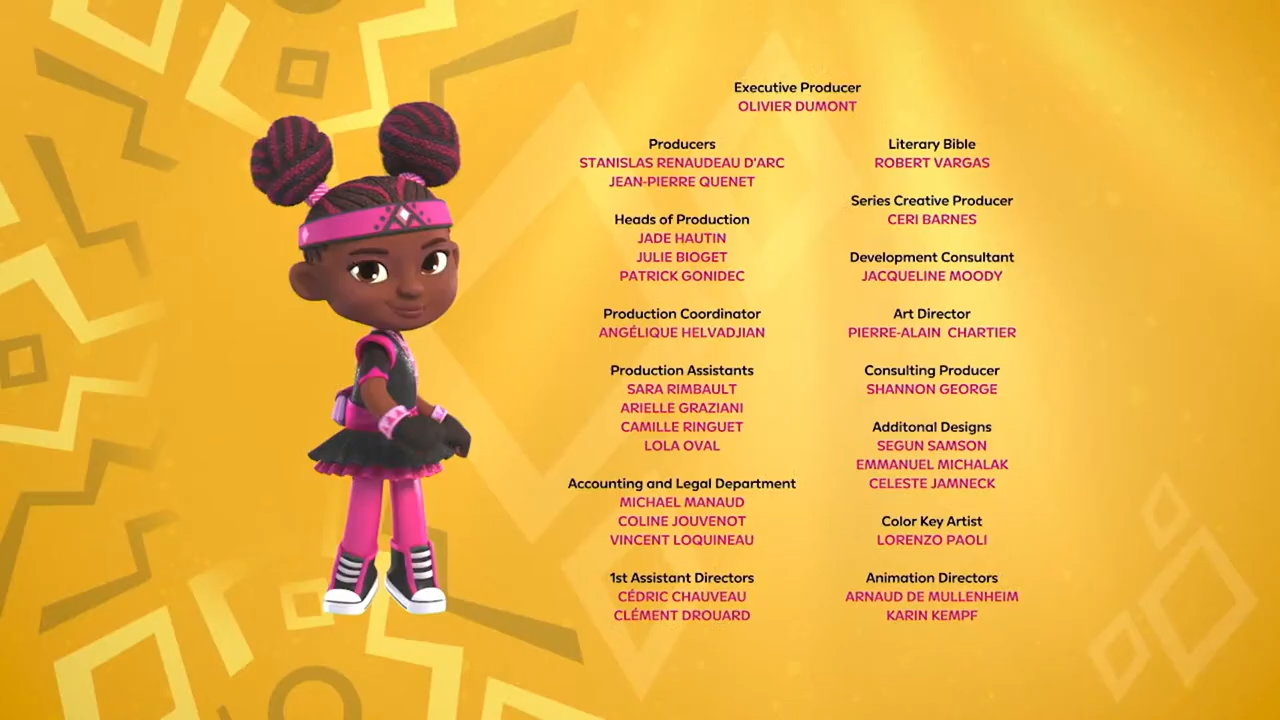 Executive Producer
OLIVIER DUMONT
Producers
STANISLAS RENAUDEAU D'ARC
JEAN-PIERRE QUENET
Heads of Production
JADE HAUTIN
JULIE BIOGET
PATRICK GONIDEC
Production Coordinator
ANGÉLIQUE HELVADJIAN
Production Assistants
SARA RIMBAULT
ARIELLE GRAZIANI
CAMILLE RINGUET
LOLA OVAL
Accounting and Legal Department
MICHAEL MANAUD
COLINE JOUVENOT
VINCENT LOQUINEAU
1st Assistant Directors
CÉDRIC CHAUVEAU
CLÉMENT DROUARD
Literary Bible
ROBERT VARGAS
Series Creative Producer
CERI BARNES
Development Consultant
JACQUELINE MOODY
Art Director
PIERRE-ALAIN  CHARTIER
Consulting Producer
SHANNON GEORGE
Additonal Designs
SEGUN SAMSON
EMMANUEL MICHALAK
CELESTE JAMNECK
Color Key Artist
LORENZO PAOLI
Animation Directors
ARNAUD DE MULLENHEIM
KARIN KEMPF